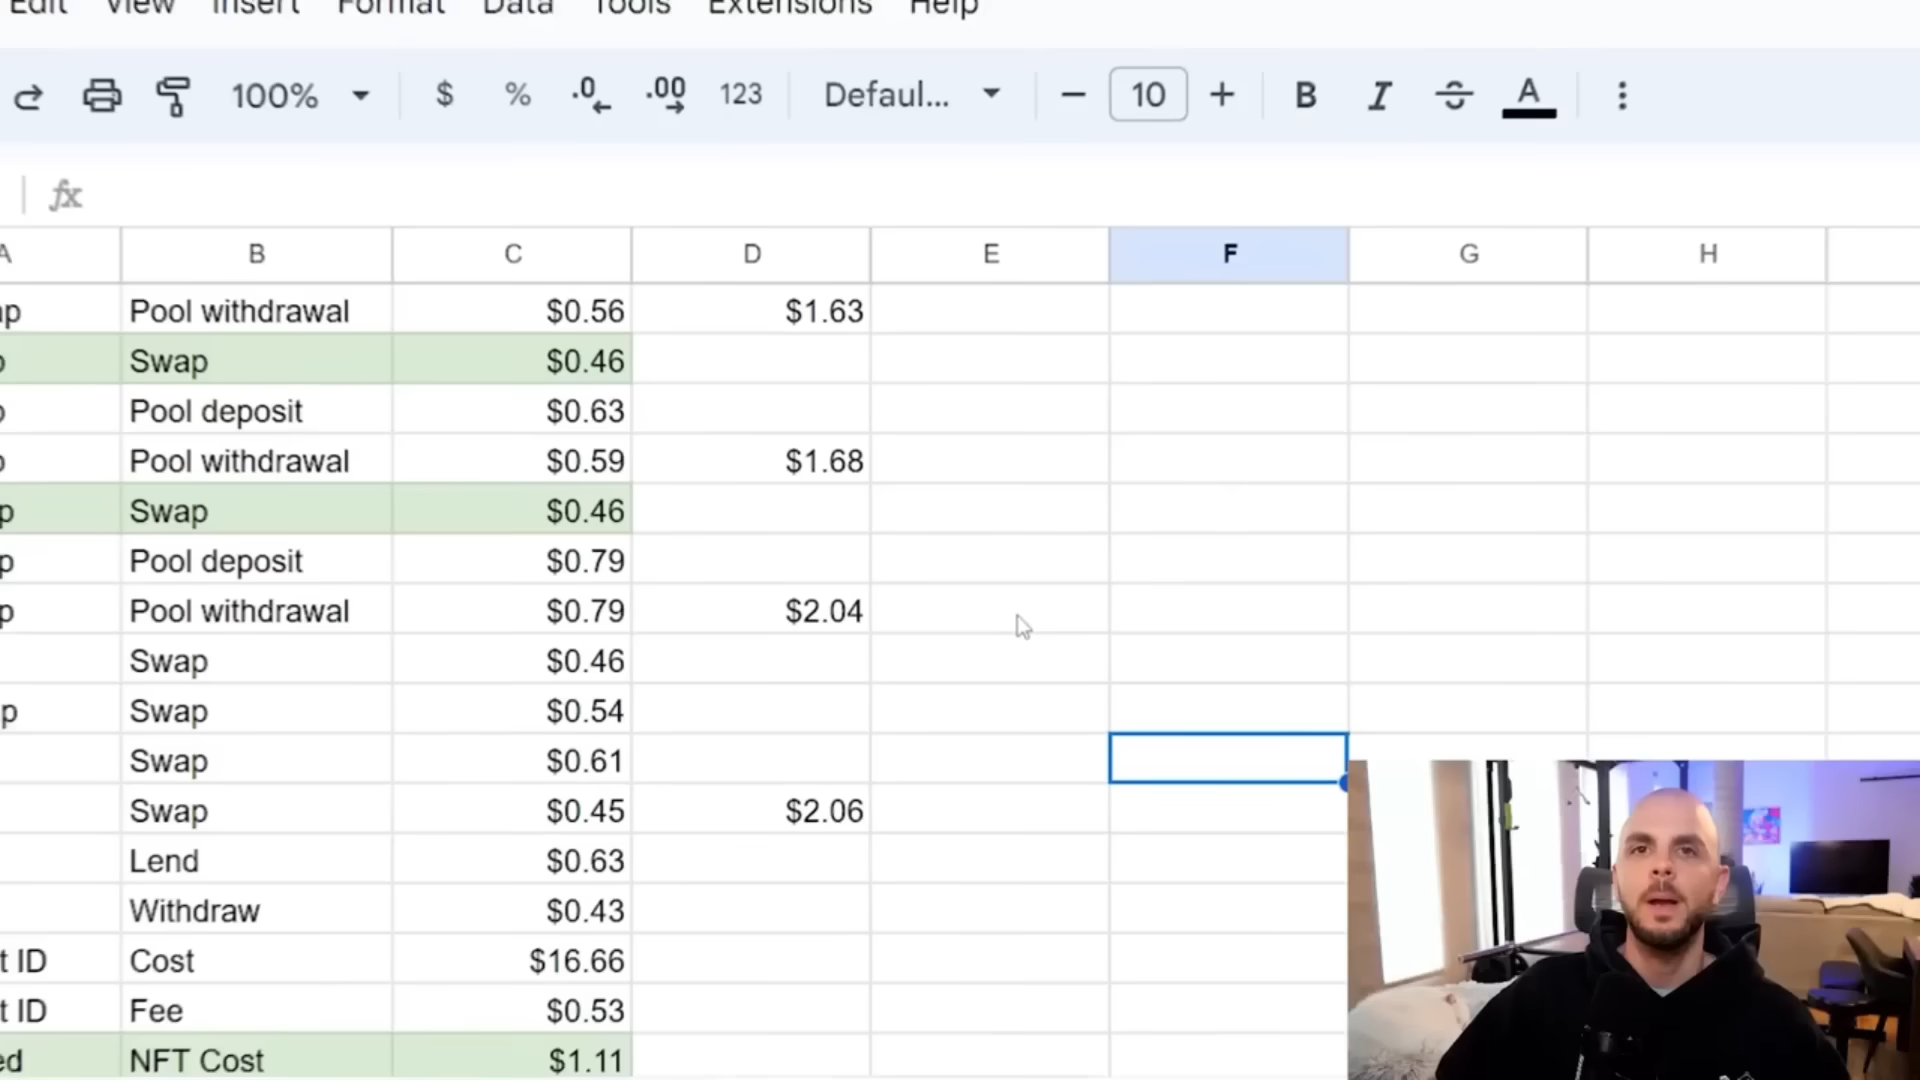 Edit View Insert Format Data Tools Extensions Help
100% $ % .0 .00 123 Defaul... 10 B I S A
fx
A B C D E F G H
ap Pool withdrawal $0.56 $1.63
p Swap $0.46
p Pool deposit $0.63
p Pool withdrawal $0.59 $1.68
p Swap $0.46
p Pool deposit $0.79
p Pool withdrawal $0.79 $2.04
Swap $0.46
p Swap $0.54
Swap $0.61
Swap $0.45 $2.06
Lend $0.63
Withdraw $0.43
t ID Cost $16.66
t ID Fee $0.53
ed NFT Cost $1.11